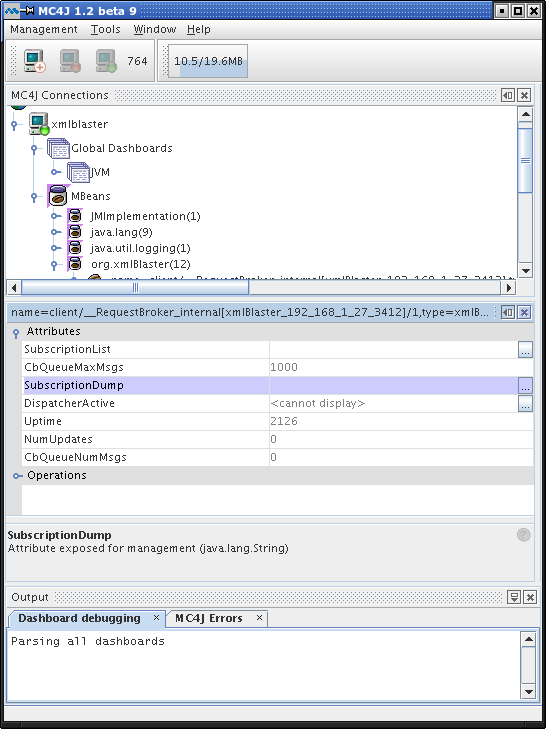 MC4J 1.2 beta 9
Management Tools Window Help
764 10.5/19.6MB
MC4J Connections
xmlblaster
Global Dashboards
JVM
MBeans
JMImplementation(1)
java.lang(9)
java.util.logging(1)
org.xmlBlaster(12)
name=client/__RequestBroker_internal[xmlBlaster_192_168_1_27_3412]/1,type=xmlB...
Attributes
SubscriptionList ...
CbQueueMaxMsgs 1000
SubscriptionDump ...
DispatcherActive <cannot display> ...
Uptime 2126
NumUpdates 0
CbQueueNumMsgs 0
Operations
SubscriptionDump ?
Attribute exposed for management (java.lang.String)
Output
Dashboard debugging × MC4J Errors ×
Parsing all dashboards